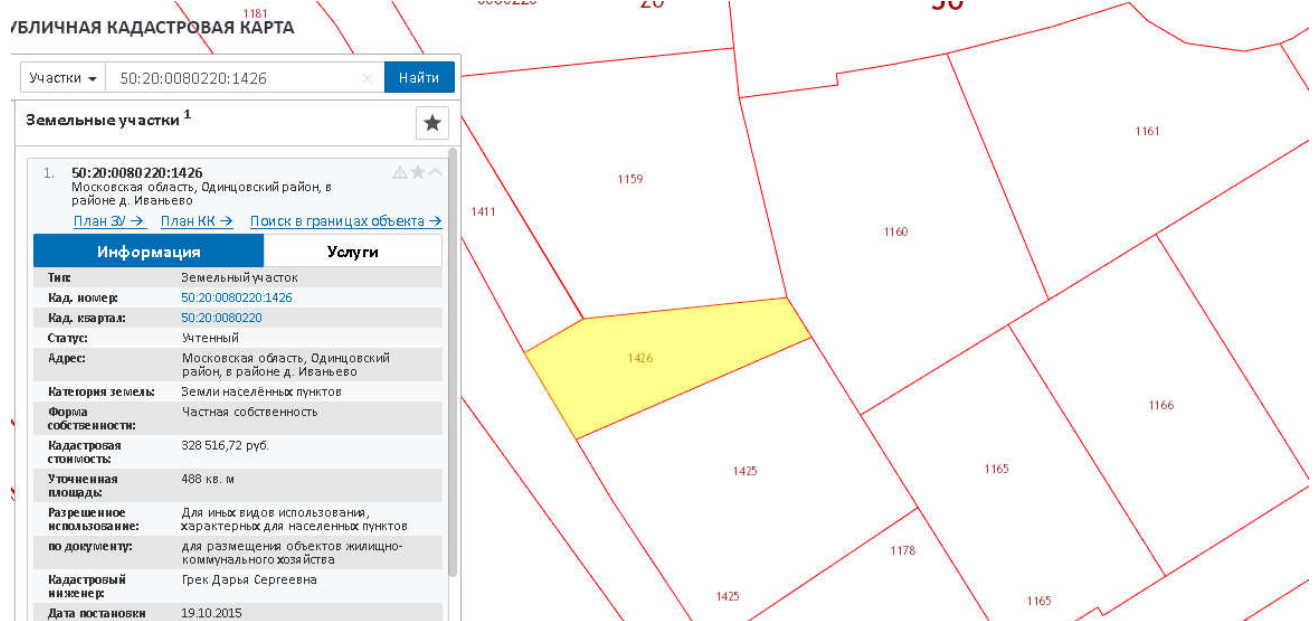 1181
УБЛИЧНАЯ КАДАСТРОВАЯ КАРТА
Участки 50:20:0080220:1426 × Найти
Земельные участки 1
1. 50:20:0080220:1426
Московская область, Одинцовский район, в
районе д. Иваньево
План ЗУ → План КК → Поиск в границах объекта →
Информация Услуги
Тип: Земельный участок
Кад. номер: 50:20:0080220:1426
Кад. квартал: 50:20:0080220
Статус: Учтенный
Адрес: Московская область, Одинцовский
район, в районе д. Иваньево
Категория земель: Земли населённых пунктов
Форма
собственности: Частная собственность
Кадастровая
стоимость: 328 516,72 руб.
Уточненная
площадь: 488 кв. м
Разрешенное
использование: Для иных видов использования,
характерных для населенных пунктов
по документу: для размещения объектов жилищно-
коммунального хозяйства
Кадастровый
инженер: Грек Дарья Сергеевна
Дата постановки 19.10.2015
1161
1159
1411
1160
1426
1166
1425
1165
1178
1425
1165